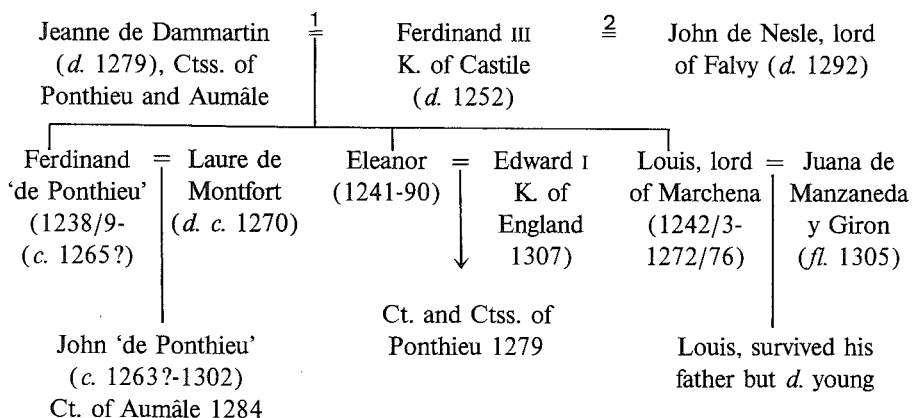 Jeanne de Dammartin
(d. 1279), Ctss. of
Ponthieu and Aumâle
1
=
Ferdinand III
K. of Castile
(d. 1252)
2
=
John de Nesle, lord
of Falvy (d. 1292)
Ferdinand
'de Ponthieu'
(1238/9-
(c. 1265?)
=
Laure de
Montfort
(d. c. 1270)
Eleanor
(1241-90)
=
Edward I
K. of
England
1307)
Louis, lord
of Marchena
(1242/3-
1272/76)
=
Juana de
Manzaneda
y Giron
(fl. 1305)
John 'de Ponthieu'
(c. 1263?-1302)
Ct. of Aumâle 1284
Ct. and Ctss. of
Ponthieu 1279
Louis, survived his
father but d. young